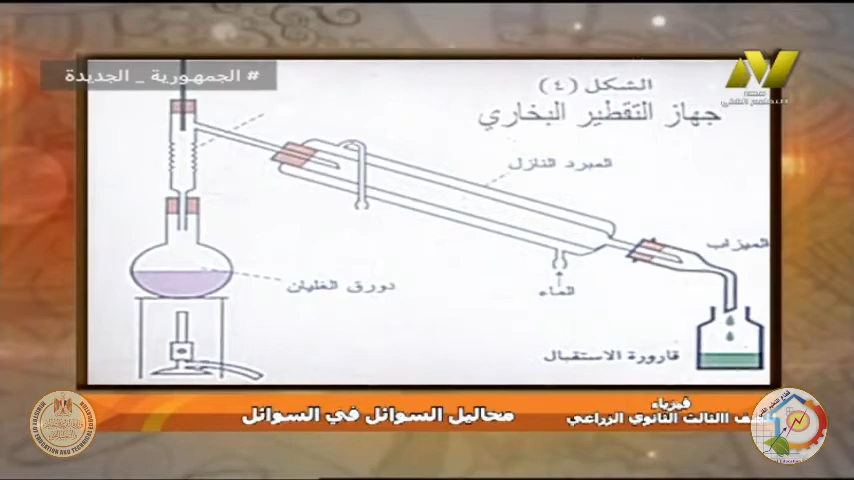 # الجمهورية _ الجديدة
الشكل (٤)
جهاز التقطير البخاري
المبرد النازل
الميزاب
دورق الغليان
الماء
قارورة الاستقبال
فيزياء
الثالث الثانوي الزراعي
محاليل السوائل في السوائل